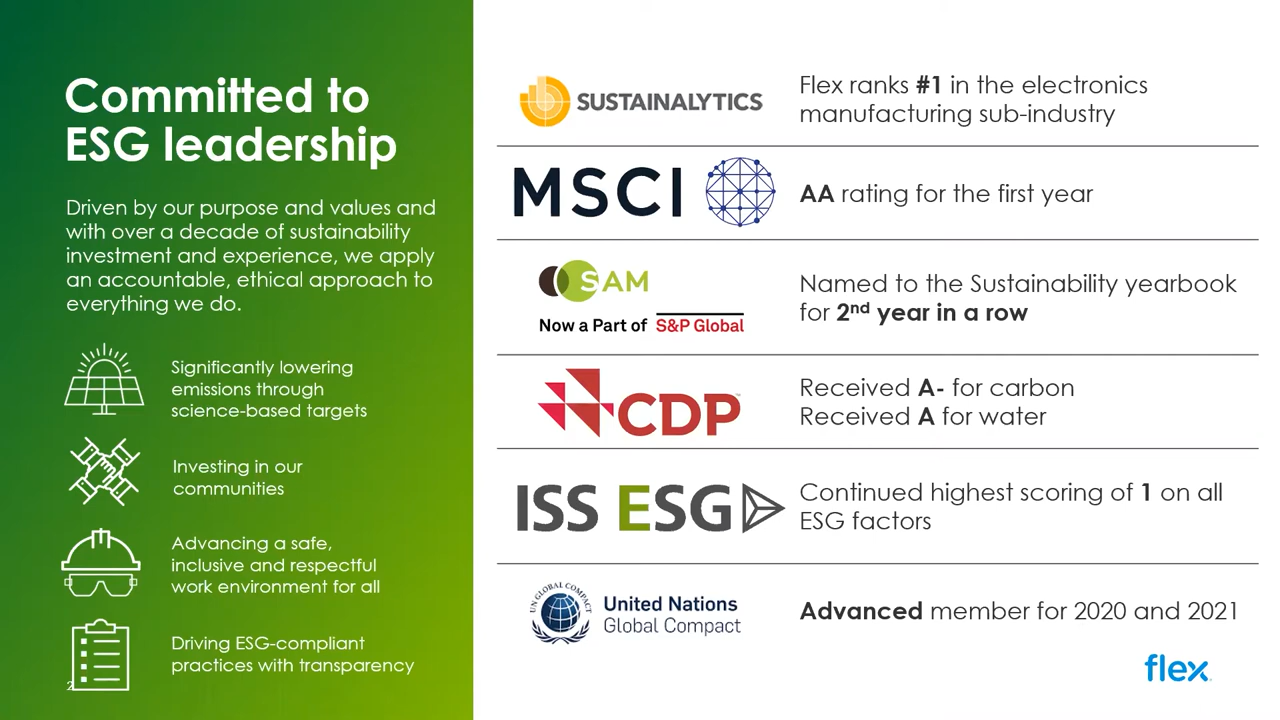 Committed to
ESG leadership
Driven by our purpose and values and
with over a decade of sustainability
investment and experience, we apply
an accountable, ethical approach to
everything we do.
Significantly lowering
emissions through
science-based targets
Investing in our
communities
Advancing a safe,
inclusive and respectful
work environment for all
Driving ESG-compliant
practices with transparency
2
SUSTAINALYTICS
Flex ranks #1 in the electronics
manufacturing sub-industry
MSCI
AA rating for the first year
SAM
Now a Part of S&P Global
Named to the Sustainability yearbook
for 2nd year in a row
CDP
Received A- for carbon
Received A for water
ISS ESG
Continued highest scoring of 1 on all
ESG factors
UN GLOBAL COMPACT
United Nations
Global Compact
Advanced member for 2020 and 2021
flex